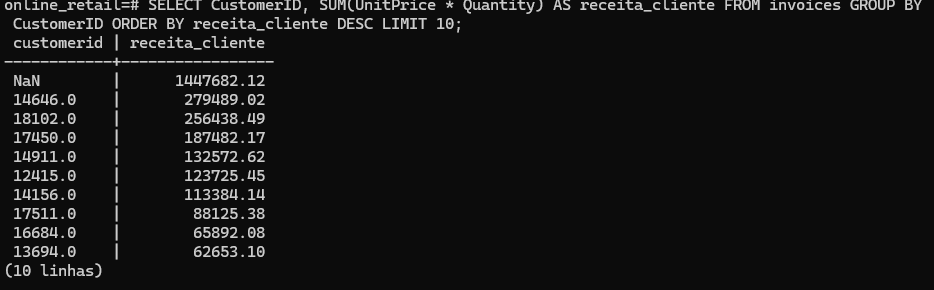 online_retail=# SELECT CustomerID, SUM(UnitPrice * Quantity) AS receita_cliente FROM invoices GROUP BY
 CustomerID ORDER BY receita_cliente DESC LIMIT 10;
 customerid | receita_cliente
------------+-----------------
 NaN        |      1447682.12
 14646.0    |       279489.02
 18102.0    |       256438.49
 17450.0    |       187482.17
 14911.0    |       132572.62
 12415.0    |       123725.45
 14156.0    |       113384.14
 17511.0    |        88125.38
 16684.0    |        65892.08
 13694.0    |        62653.10
(10 linhas)